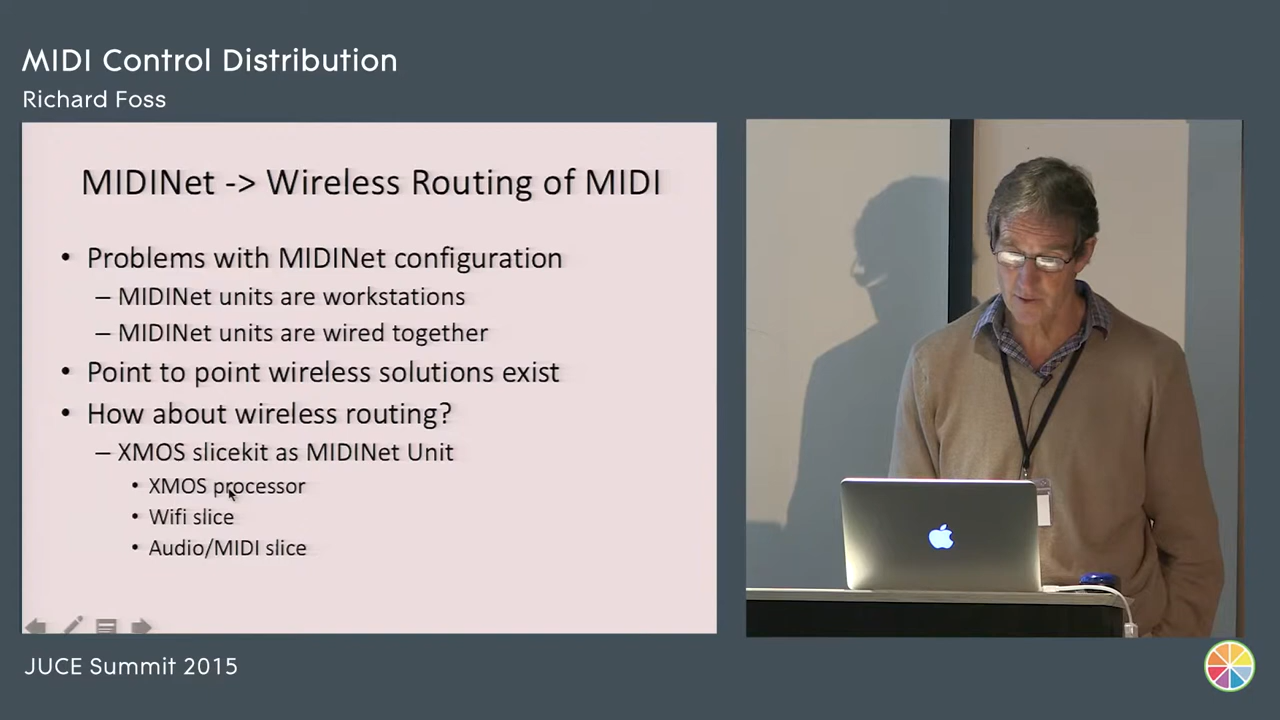 MIDI Control Distribution
Richard Foss
MIDINet -> Wireless Routing of MIDI
• Problems with MIDINet configuration
– MIDINet units are workstations
– MIDINet units are wired together
• Point to point wireless solutions exist
• How about wireless routing?
– XMOS slicekit as MIDINet Unit
• XMOS processor
• Wifi slice
• Audio/MIDI slice
JUCE Summit 2015